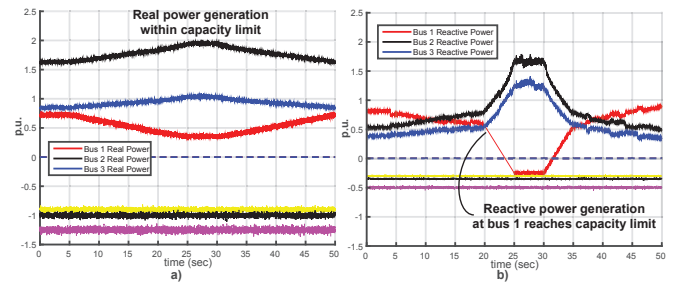 Real power generation
within capacity limit
2.5
2
1.5
1
0.5
0
-0.5
-1
-1.5
p.u.
Bus 1 Real Power
Bus 2 Real Power
Bus 3 Real Power
0 5 10 15 20 25 30 35 40 45 50
time (sec)
a)
Bus 1 Reactive Power
Bus 2 Reactive Power
Bus 3 Reactive Power
2.5
2
1.5
1
0.5
0
-0.5
-1
-1.5
p.u.
Reactive power generation
at bus 1 reaches capacity limit
0 5 10 15 20 25 30 35 40 45 50
time (sec)
b)